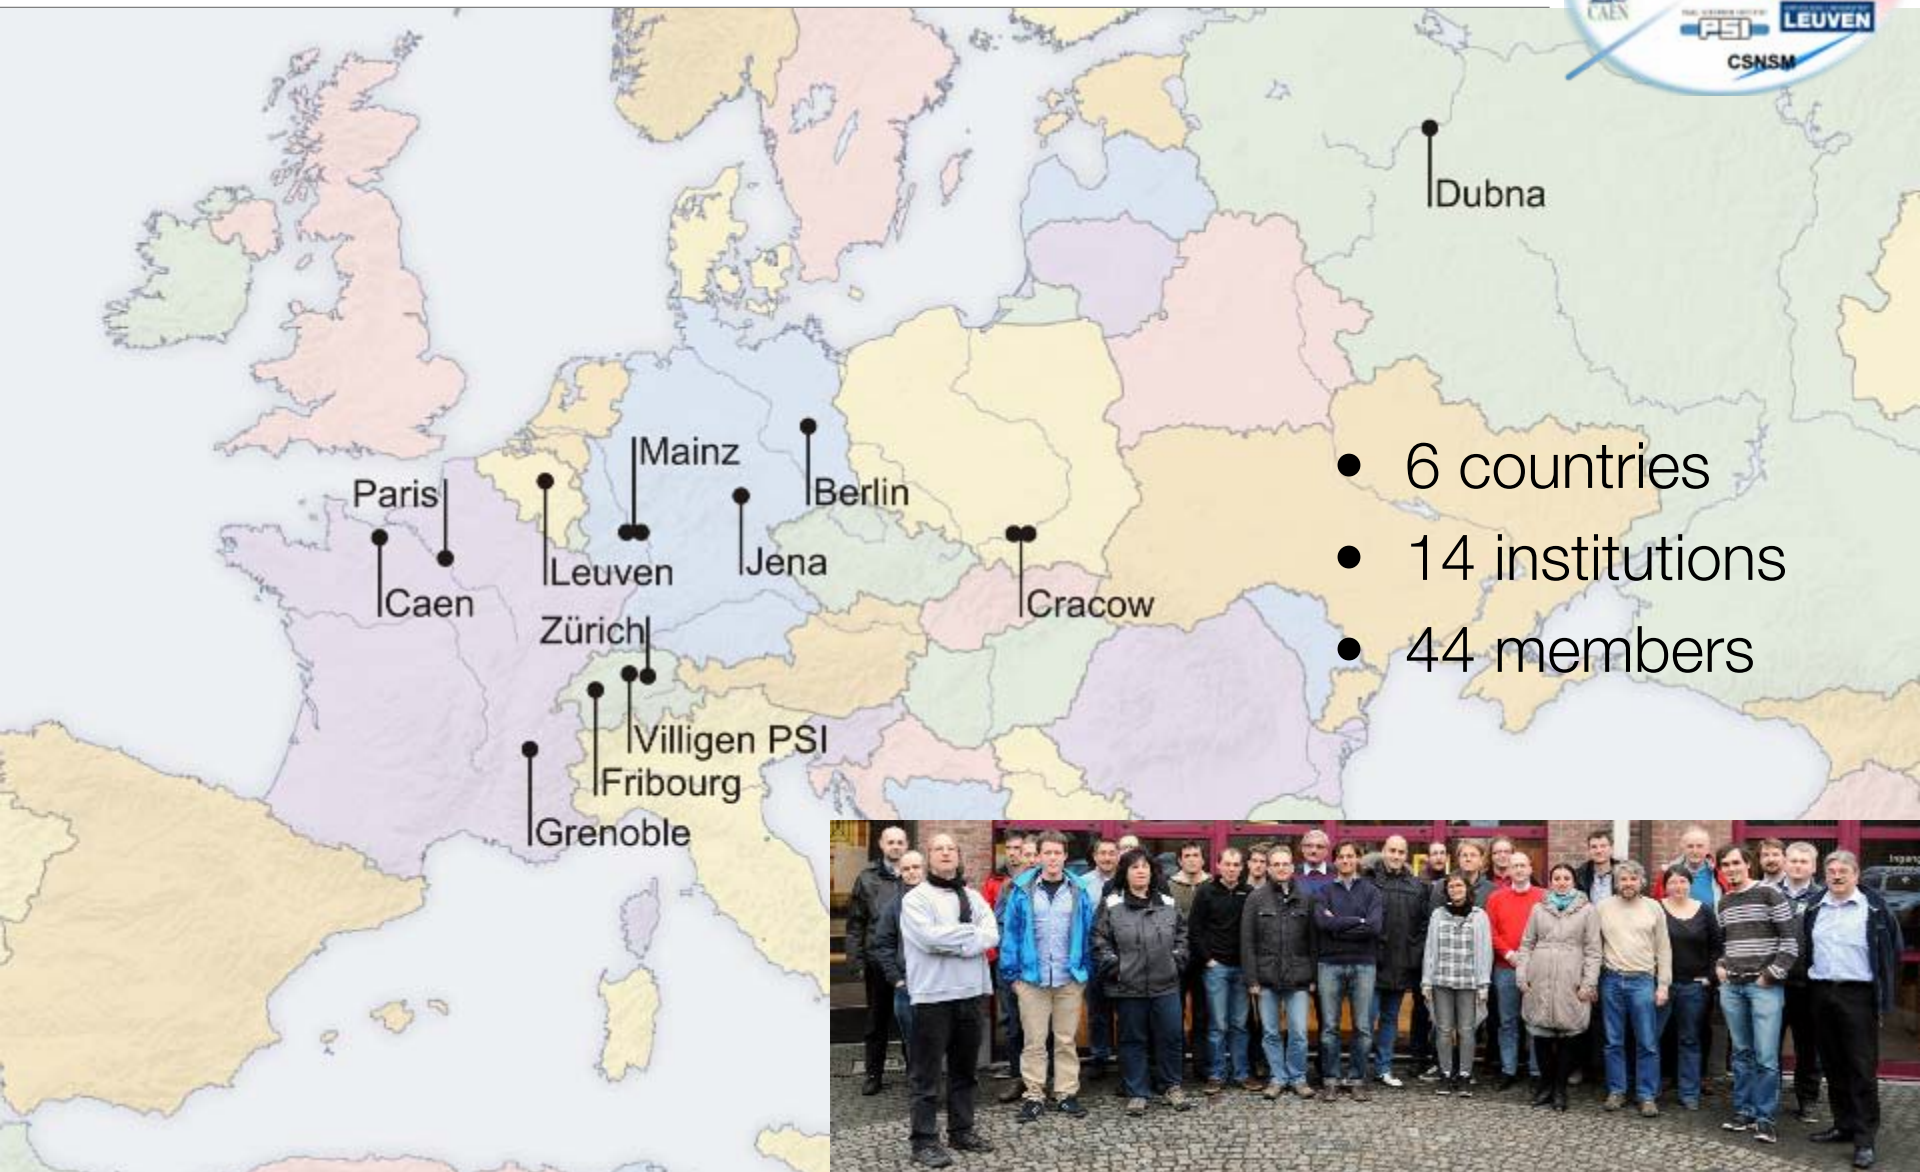 CAEN
PSI
LEUVEN
CSNSM
Dubna
Mainz
Berlin
Paris
Leuven
Jena
Caen
Cracow
Zürich
Villigen PSI
Fribourg
Grenoble
• 6 countries
• 14 institutions
• 44 members